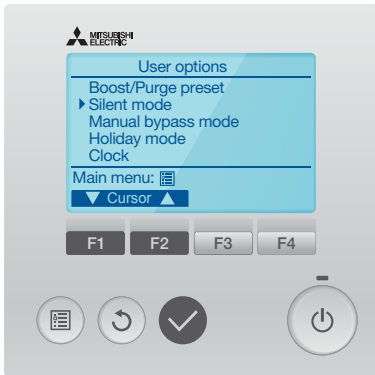 MITSUBISHI
ELECTRIC
User options
Boost/Purge preset
Silent mode
Manual bypass mode
Holiday mode
Clock
Main menu:
Cursor
F1 F2 F3 F4